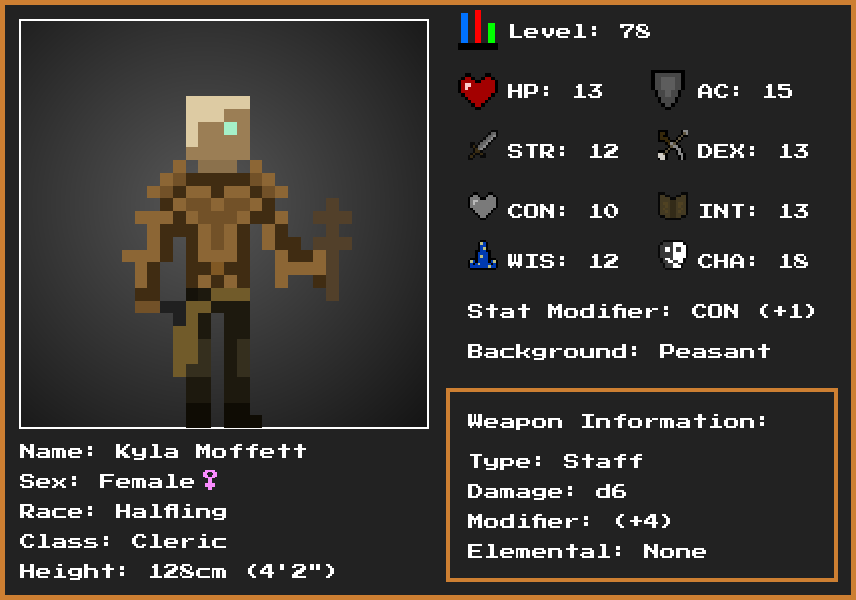 Level: 78
HP: 13 AC: 15
STR: 12 DEX: 13
CON: 10 INT: 13
WIS: 12 CHA: 18
Stat Modifier: CON (+1)
Background: Peasant
Weapon Information:
Type: Staff
Damage: d6
Modifier: (+4)
Elemental: None
Name: Kyla Moffett
Sex: Female♀
Race: Halfling
Class: Cleric
Height: 128cm (4'2")